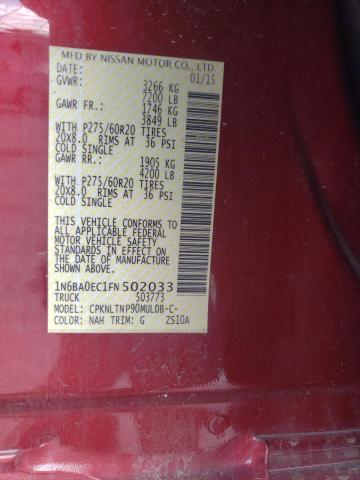 MFD BY NISSAN MOTOR CO., LTD.
DATE: 01/15
GVWR: 3266 KG
7200 LB
GAWR FR.: 1746 KG
3849 LB
WITH P275/60R20 TIRES
20X8.0 RIMS AT 36 PSI
COLD SINGLE
GAWR RR.: 1905 KG
4200 LB
WITH P275/60R20 TIRES
20X8.0 RIMS AT 36 PSI
COLD SINGLE
THIS VEHICLE CONFORMS TO
ALL APPLICABLE FEDERAL
MOTOR VEHICLE SAFETY
STANDARDS IN EFFECT ON
THE DATE OF
MANUFACTURE SHOWN ABOVE
1N6BA0EC1FN502033
TRUCK 503773
MODEL: CPKNLTNP90MULDB-C-
COLOR: NAH TRIM: G ZS10A